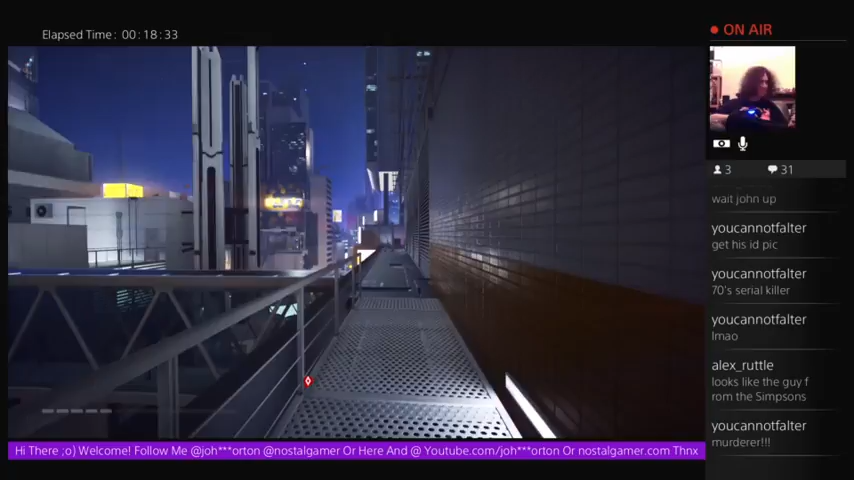 Elapsed Time: 00:18:33
ON AIR
3
31
wait john up
youcannotfalter
get his id pic
youcannotfalter
70's serial killer
youcannotfalter
lmao
alex_ruttle
looks like the guy f
rom the Simpsons
youcannotfalter
murderer!!!
Hi There ;o) Welcome! Follow Me @joh***orton @nostalgamer Or Here And @ Youtube.com/joh***orton Or nostalgamer.com Thnx